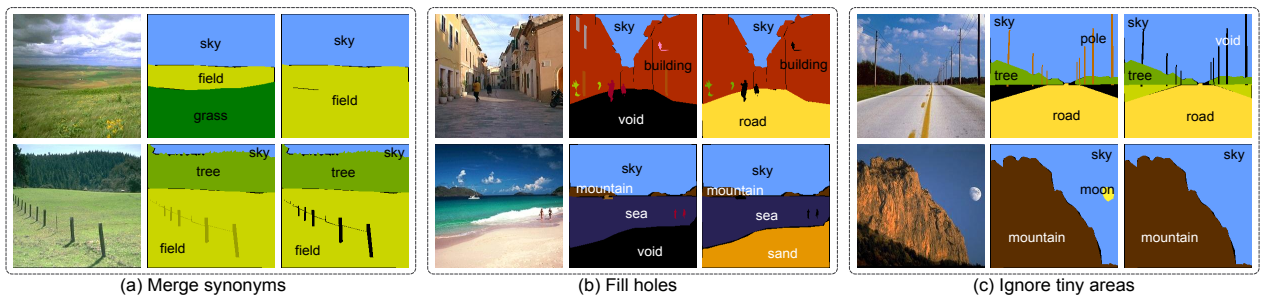 sky
field
grass
sky
field
sky
tree
field
sky
tree
field
(a) Merge synonyms
sky
building
void
sky
building
road
sky
mountain
sea
void
sky
mountain
sea
sand
(b) Fill holes
sky
pole
tree
road
sky
void
tree
road
sky
moon
mountain
sky
mountain
(c) Ignore tiny areas